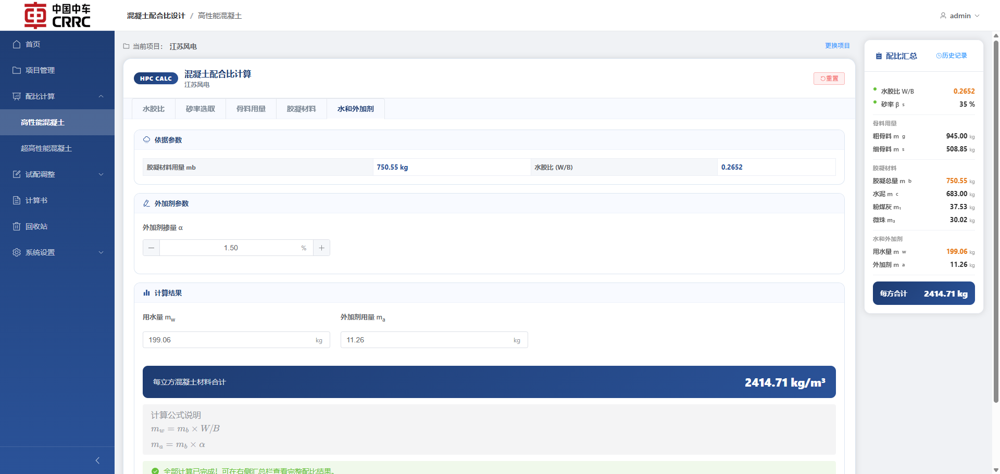 中国中车
CRRC
混凝土配合比设计 / 高性能混凝土
admin
首页
项目管理
配比计算
高性能混凝土
超高性能混凝土
试配调整
计算书
回收站
系统设置
当前项目： 江苏风电
更换项目
HPC CALC
混凝土配合比计算
江苏风电
重置
水胶比 砂率选取 骨料用量 胶凝材料 水和外加剂
依据参数
胶凝材料用量 mb 750.55 kg 水胶比 (W/B) 0.2652
外加剂参数
外加剂掺量 α
1.50 %
计算结果
用水量 mw 外加剂用量 ma
199.06 kg 11.26 kg
每立方混凝土材料合计 2414.71 kg/m³
计算公式说明
mw = mb × W/B
ma = mb × α
全部计算已完成！可在右侧汇总栏查看完整配比结果。
配比汇总 历史记录
水胶比 W/B 0.2652
砂率 β s 35 %
骨料用量
粗骨料 m g 945.00 kg
细骨料 m s 508.85 kg
胶凝材料
胶凝总量 m b 750.55 kg
水泥 m c 683.00 kg
粉煤灰 m₁ 37.53 kg
微珠 m₃ 30.02 kg
水和外加剂
用水量 m w 199.06 kg
外加剂 m a 11.26 kg
每方合计 2414.71 kg